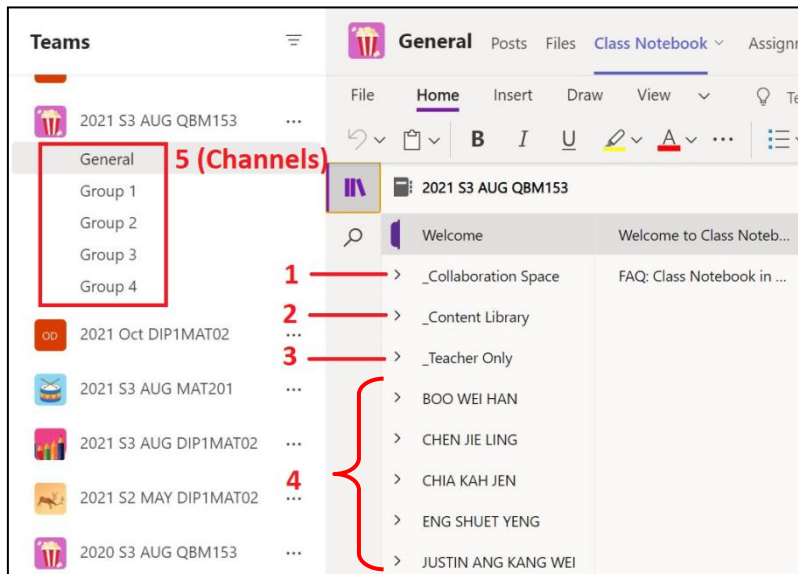 Teams
General Posts Files Class Notebook Assignm
File Home Insert Draw View Te
2021 S3 AUG QBM153 ...
B I U A ...
General 5 (Channels)
Group 1
Group 2
Group 3
Group 4
2021 S3 AUG QBM153
Welcome Welcome to Class Noteb...
1 _Collaboration Space FAQ: Class Notebook in ...
2 _Content Library
OD 2021 Oct DIP1MAT02 ...
3 _Teacher Only
2021 S3 AUG MAT201 ...
2021 S3 AUG DIP1MAT02 ...
2021 S2 MAY DIP1MAT02 ...
2020 S3 AUG QBM153 ...
4
BOO WEI HAN
CHEN JIE LING
CHIA KAH JEN
ENG SHUET YENG
JUSTIN ANG KANG WEI